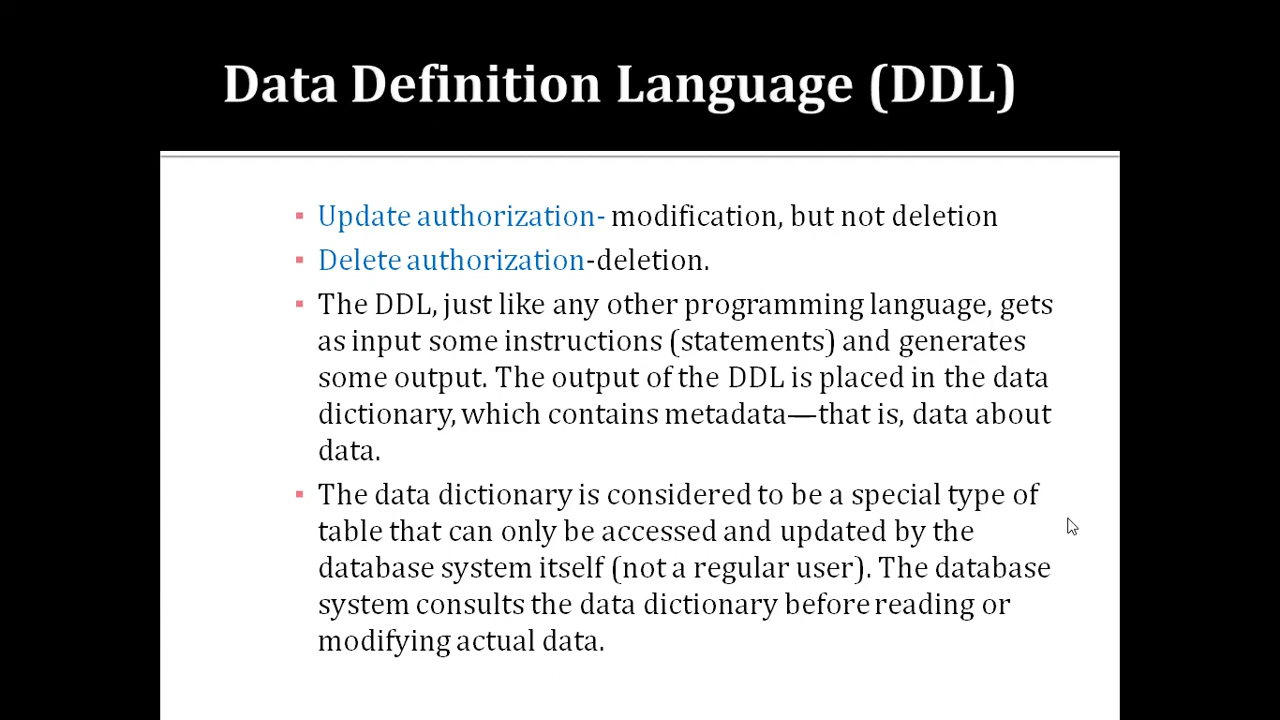 Data Definition Language (DDL)
▪ Update authorization- modification, but not deletion
▪ Delete authorization-deletion.
▪ The DDL, just like any other programming language, gets
as input some instructions (statements) and generates
some output. The output of the DDL is placed in the data
dictionary, which contains metadata—that is, data about
data.
▪ The data dictionary is considered to be a special type of
table that can only be accessed and updated by the
database system itself (not a regular user). The database
system consults the data dictionary before reading or
modifying actual data.